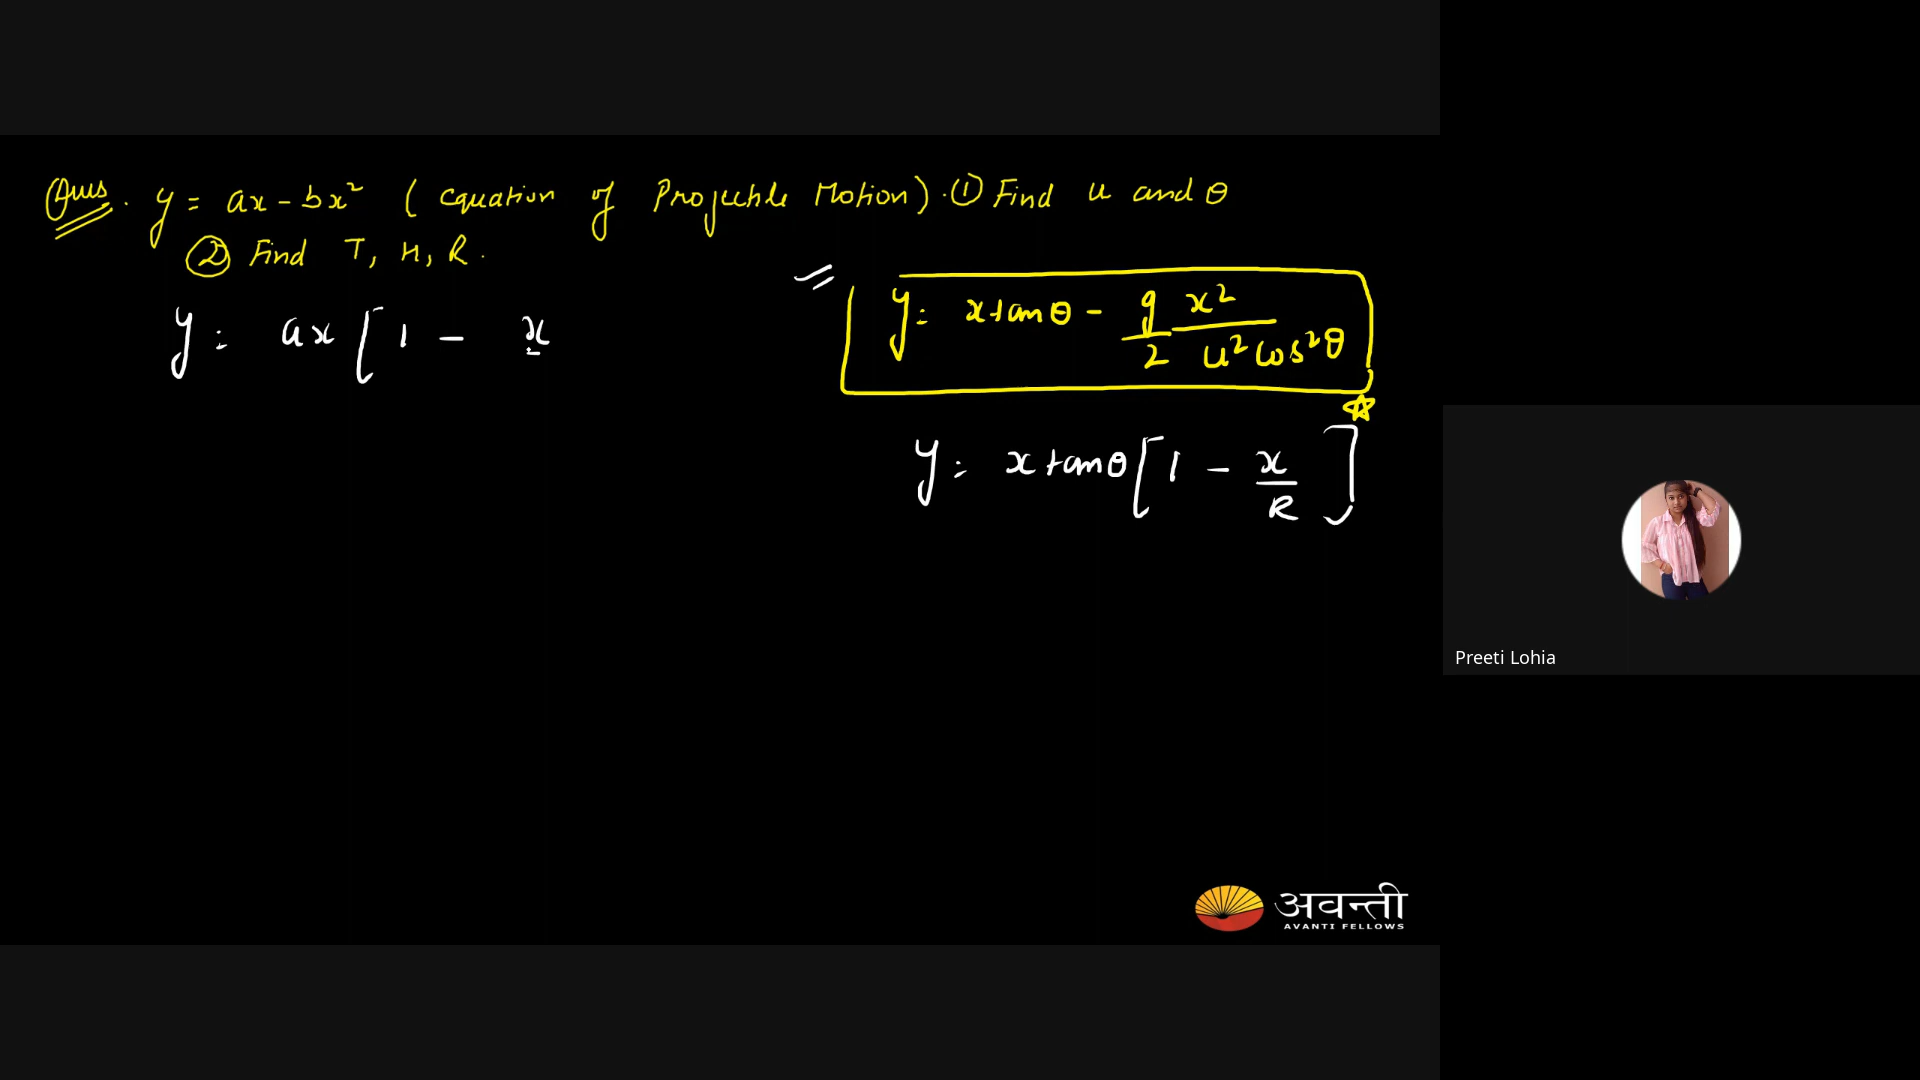 Ques. y = ax - bx² ( Equation of Projectile Motion). ① Find u and θ
② Find T, H, R.
y = x tanθ - g/2 x²/u²cos²θ
y = ax [ 1 - x
y = x tanθ [ 1 - x/R ]
Preeti Lohia
अवन्ती
AVANTI FELLOWS